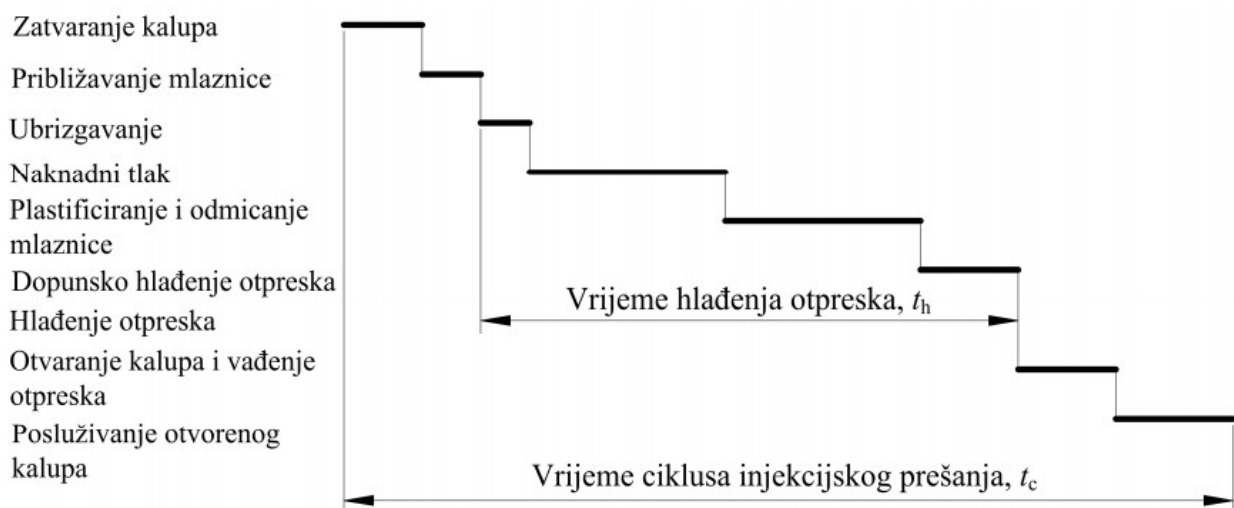 Zatvaranje kalupa
Približavanje mlaznice
Ubrizgavanje
Naknadni tlak
Plastificiranje i odmicanje
mlaznice
Dopunsko hlađenje otpreska
Vrijeme hlađenja otpreska, tₕ
Hlađenje otpreska
Otvaranje kalupa i vađenje
otpreska
Posluživanje otvorenog
kalupa
Vrijeme ciklusa injekcijskog prešanja, t_c